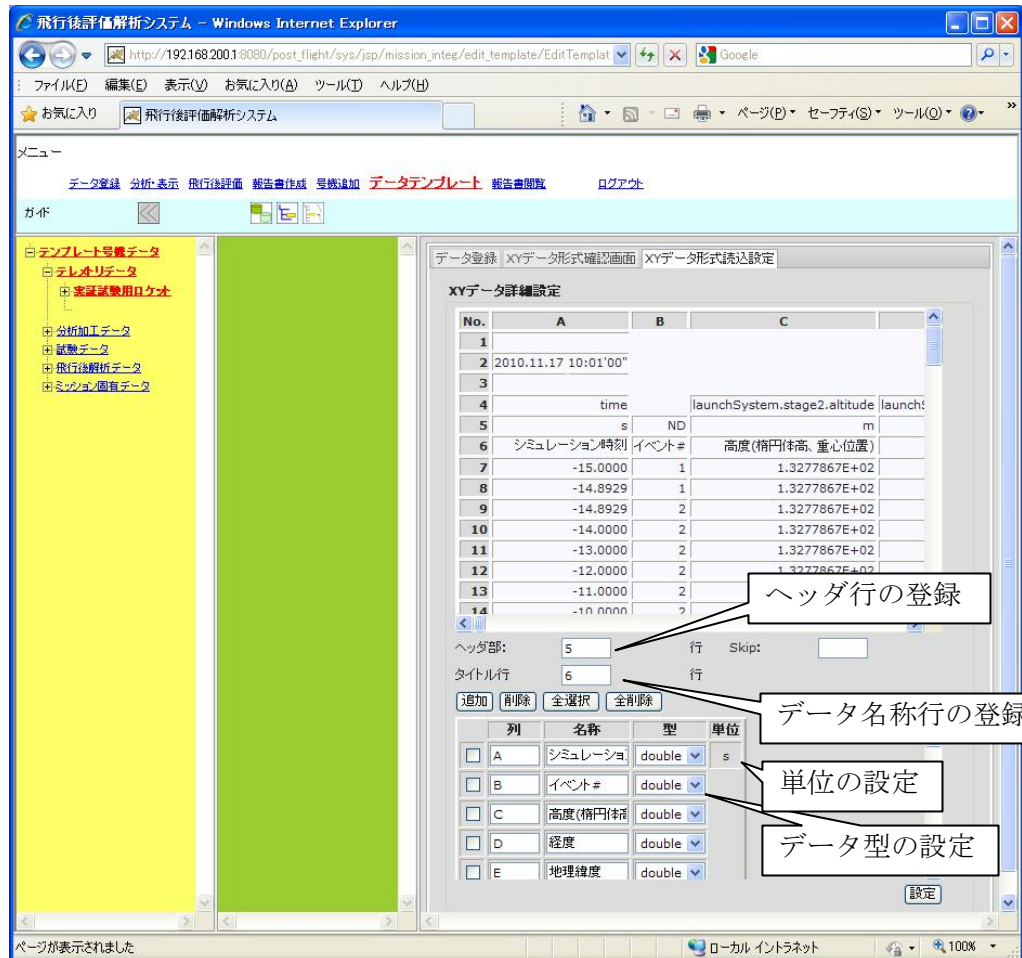 飛行後評価解析システム - Windows Internet Explorer
http://192.168.200.1:8080/post_flight/sys/jsp/mission_integ/edit_template/EditTemplat
Google
ファイル(F) 編集(E) 表示(V) お気に入り(A) ツール(T) ヘルプ(H)
お気に入り 飛行後評価解析システム ページ(P) セーフティ(S) ツール(O) »
メニュー
データ登録 分析・表示 飛行後評価 報告書作成 号機追加 データテンプレート 報告書閲覧 ログアウト
ガイド
テンプレート号機データ
テレメトリデータ
実証試験用ロケット
分析加工データ
試験データ
飛行後解析データ
ミッション固有データ
データ登録 XYデータ形式確認画面 XYデータ形式読込設定
XYデータ詳細設定
No. A B C
1
2 2010.11.17 10:01'00"
3
4 time launchSystem.stage2.altitude launchS
5 s ND m
6 シミュレーション時刻 イベント# 高度(楕円体高、重心位置)
7 -15.0000 1 1.3277867E+02
8 -14.8929 1 1.3277867E+02
9 -14.8929 2 1.3277867E+02
10 -14.0000 2 1.3277867E+02
11 -13.0000 2 1.3277867E+02
12 -12.0000 2 1.3277867E+02
13 -11.0000 2
14 -10.0000 2
ヘッダ行の登録
ヘッダ部: 5 行 Skip:
タイトル行 6 行
追加 削除 全選択 全削除
データ名称行の登録
列 名称 型 単位
A シミュレーショ double s
B イベント# double
単位の設定
C 高度(楕円体高 double
D 経度 double
データ型の設定
E 地理緯度 double
設定
ページが表示されました ローカル イントラネット 100%